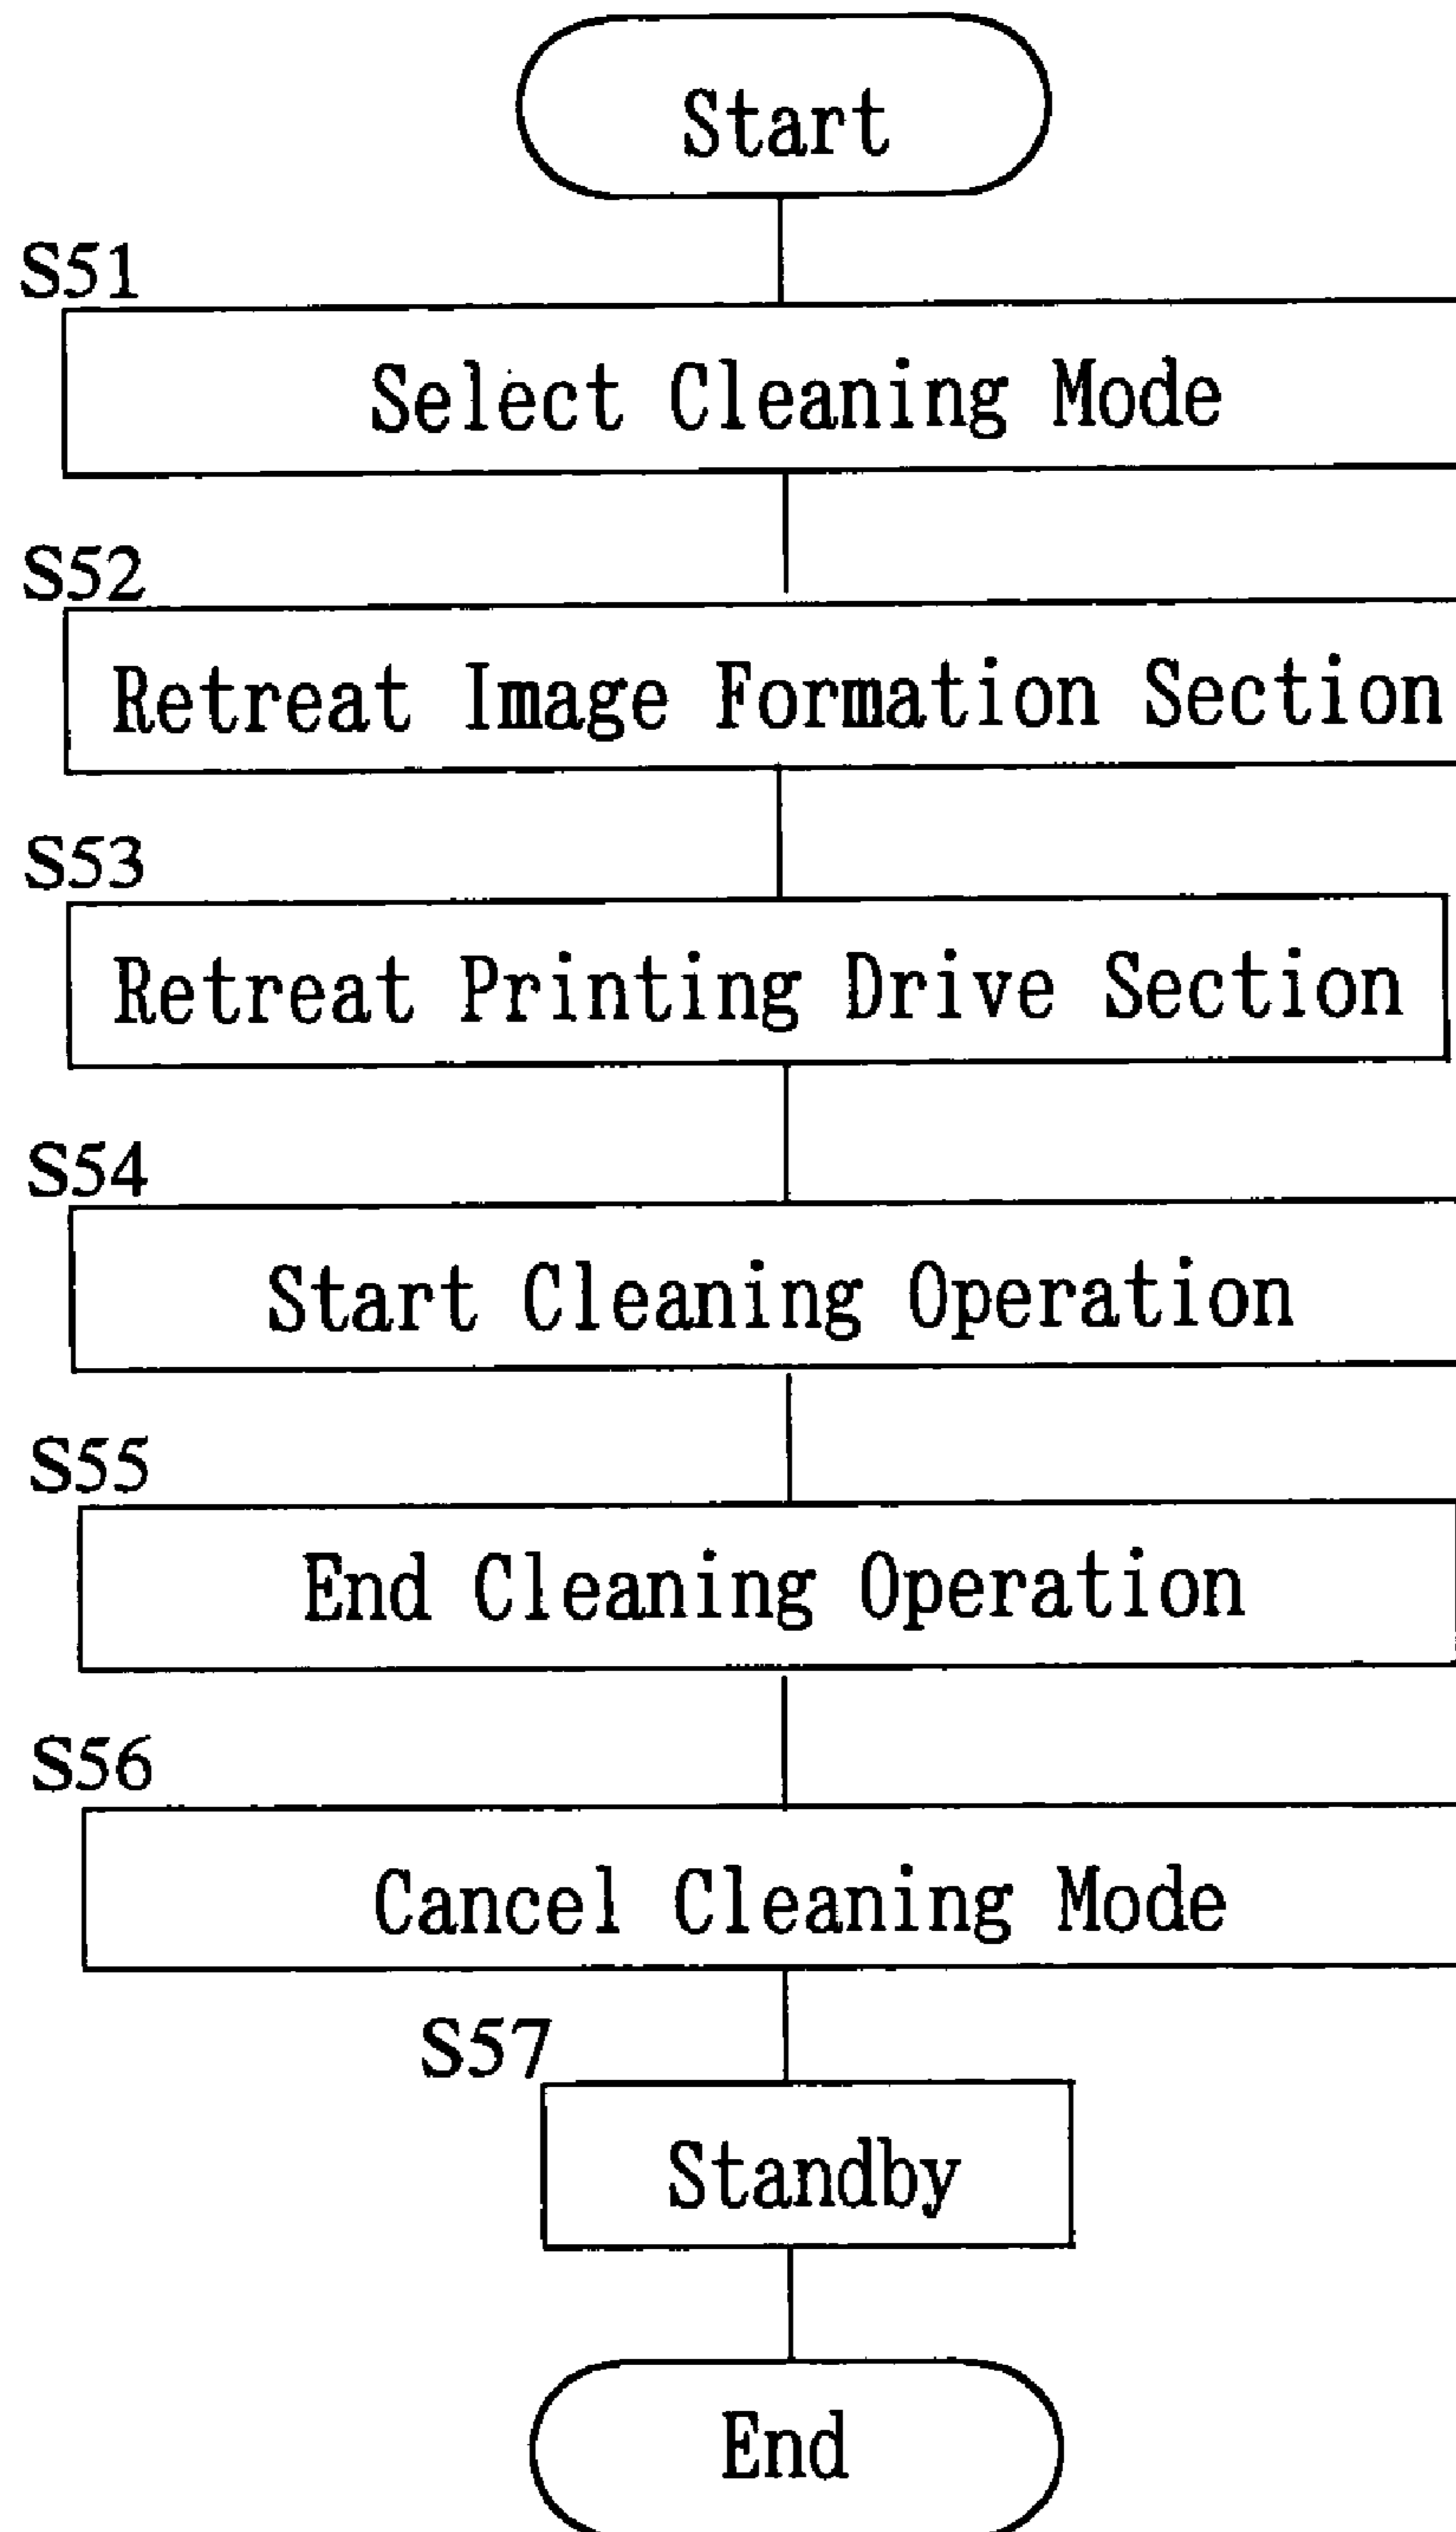 Start
S51
Select Cleaning Mode
S52
Retreat Image Formation Section
S53
Retreat Printing Drive Section
S54
Start Cleaning Operation
S55
End Cleaning Operation
S56
Cancel Cleaning Mode
S57
Standby
End